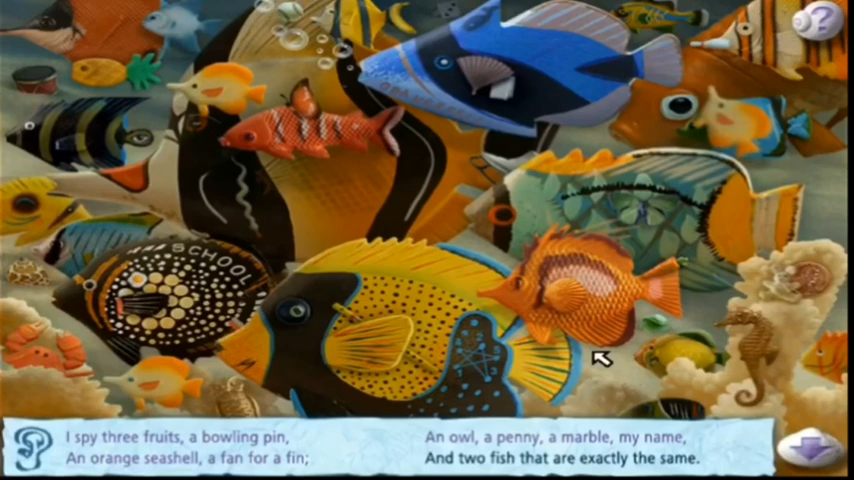 SCHOOL
I spy three fruits, a bowling pin,
An orange seashell, a fan for a fin;
An owl, a penny, a marble, my name,
And two fish that are exactly the same.
?